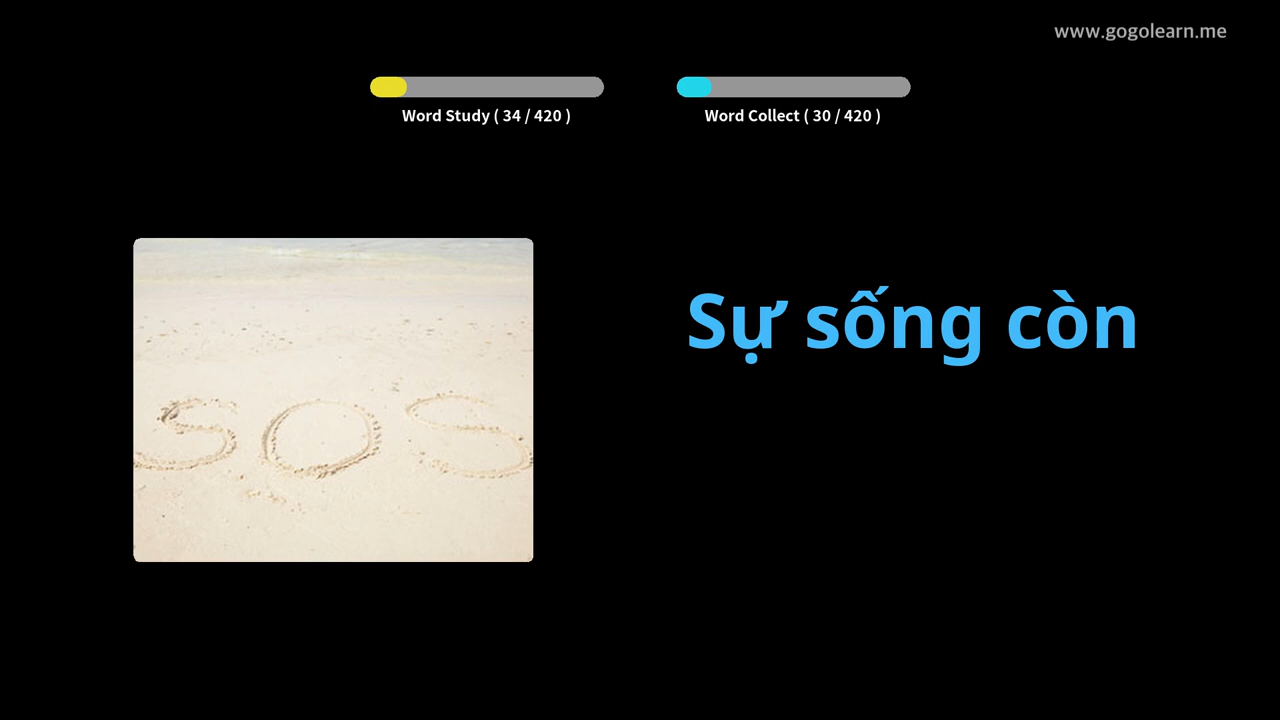 www.gogolearn.me
Word Study ( 34 / 420 )
Word Collect ( 30 / 420 )
Sự sống còn
SOS